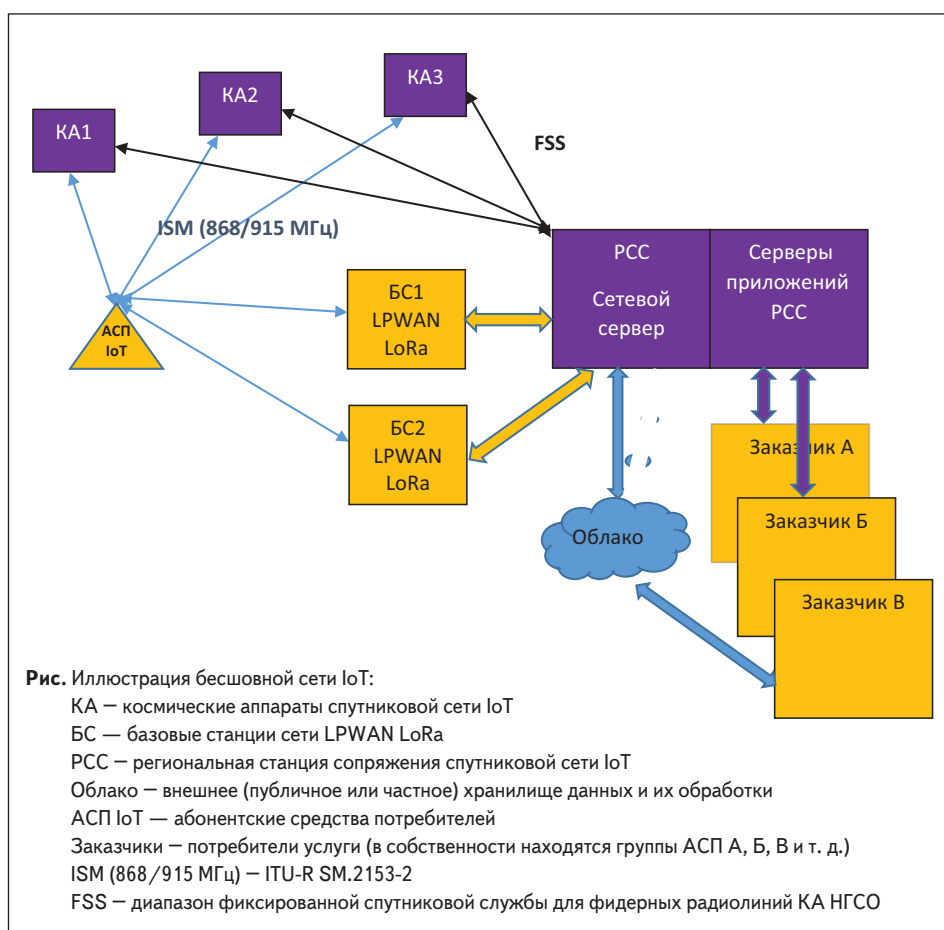 КА1
КА2
КА3
FSS
ISM (868/915 МГц)
АСП
IoT
БС1
LPWAN
LoRa
БС2
LPWAN
LoRa
РСС
Сетевой
сервер
Серверы
приложений
РСС
Заказчик А
Заказчик Б
Заказчик В
Облако
Рис. Иллюстрация бесшовной сети IoT:
КА — космические аппараты спутниковой сети IoT
БС — базовые станции сети LPWAN LoRa
РСС — региональная станция сопряжения спутниковой сети IoT
Облако — внешнее (публичное или частное) хранилище данных и их обработки
АСП IoT — абонентские средства потребителей
Заказчики — потребители услуги (в собственности находятся группы АСП А, Б, В и т. д.)
ISM (868/915 МГц) — ITU-R SM.2153-2
FSS — диапазон фиксированной спутниковой службы для фидерных радиолиний КА НГСО